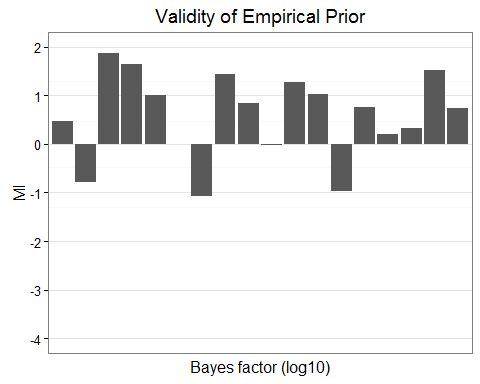 Validity of Empirical Prior
2
1
0
-1
-2
-3
-4
MI
Bayes factor (log10)